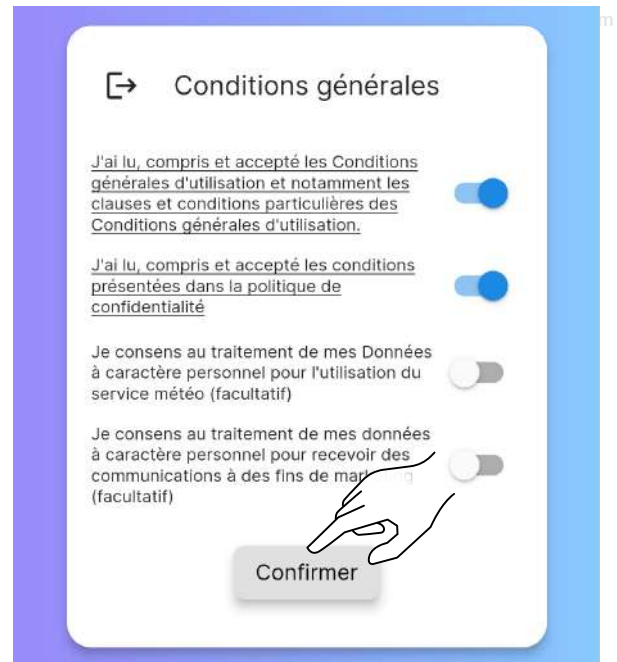 Conditions générales
J'ai lu, compris et accepté les Conditions
générales d'utilisation et notamment les
clauses et conditions particulières des
Conditions générales d'utilisation.
J'ai lu, compris et accepté les conditions
présentées dans la politique de
confidentialité
Je consens au traitement de mes Données
à caractère personnel pour l'utilisation du
service météo (facultatif)
Je consens au traitement de mes données
à caractère personnel pour recevoir des
communications à des fins de
(facultatif)
Confirmer